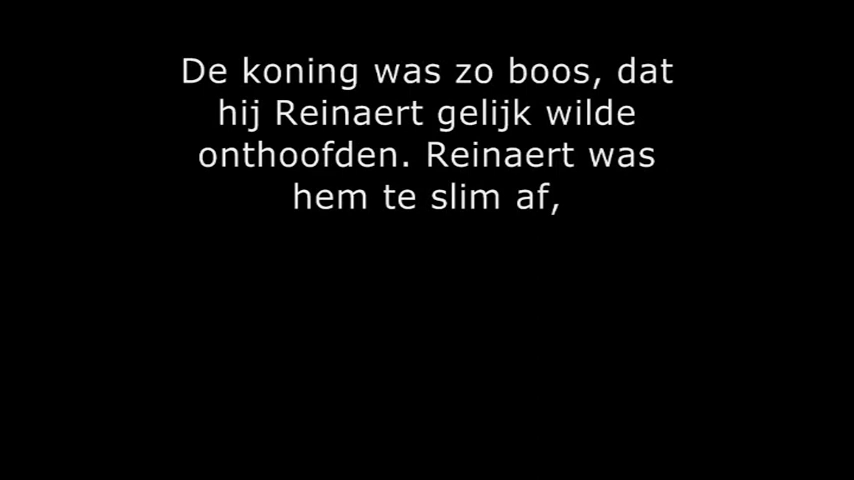 De koning was zo boos, dat
hij Reinaert gelijk wilde
onthoofden. Reinaert was
hem te slim af,